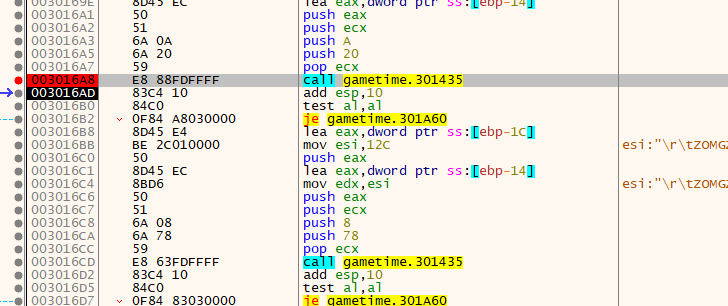 0030169E 8D45 EC lea eax,dword ptr ss:[ebp-14]
003016A1 50 push eax
003016A2 51 push ecx
003016A3 6A 0A push A
003016A5 6A 20 push 20
003016A7 59 pop ecx
003016A8 E8 88FDFFFF call gametime.301435
003016AD 83C4 10 add esp,10
003016B0 84C0 test al,al
003016B2 0F84 A8030000 je gametime.301A60
003016B8 8D45 E4 lea eax,dword ptr ss:[ebp-1C]
003016BB BE 2C010000 mov esi,12C esi:"\r\tZOMG
003016C0 50 push eax
003016C1 8D45 EC lea eax,dword ptr ss:[ebp-14]
003016C4 8BD6 mov edx,esi esi:"\r\tZOMG
003016C6 50 push eax
003016C7 51 push ecx
003016C8 6A 08 push 8
003016CA 6A 78 push 78
003016CC 59 pop ecx
003016CD E8 63FDFFFF call gametime.301435
003016D2 83C4 10 add esp,10
003016D5 84C0 test al,al
003016D7 0F84 83030000 je gametime.301A60